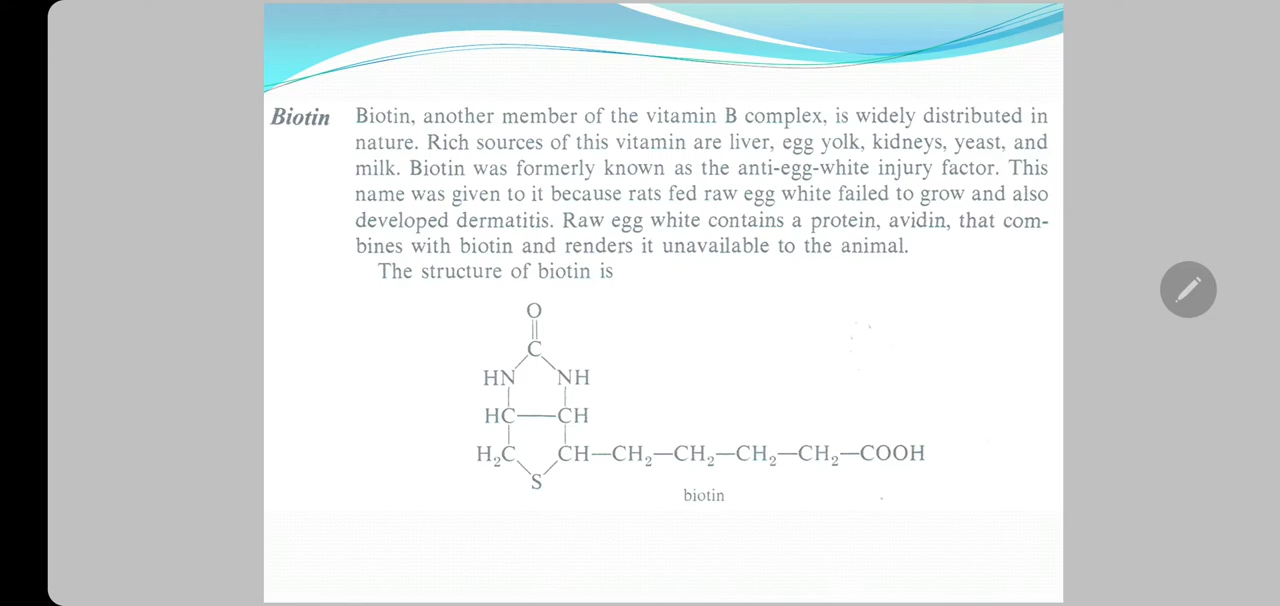 Biotin Biotin, another member of the vitamin B complex, is widely distributed in
nature. Rich sources of this vitamin are liver, egg yolk, kidneys, yeast, and
milk. Biotin was formerly known as the anti-egg-white injury factor. This
name was given to it because rats fed raw egg white failed to grow and also
developed dermatitis. Raw egg white contains a protein, avidin, that com-
bines with biotin and renders it unavailable to the animal.
The structure of biotin is
O
C
HN NH
HC—CH
H₂C CH—CH₂—CH₂—CH₂—CH₂—COOH
S
biotin